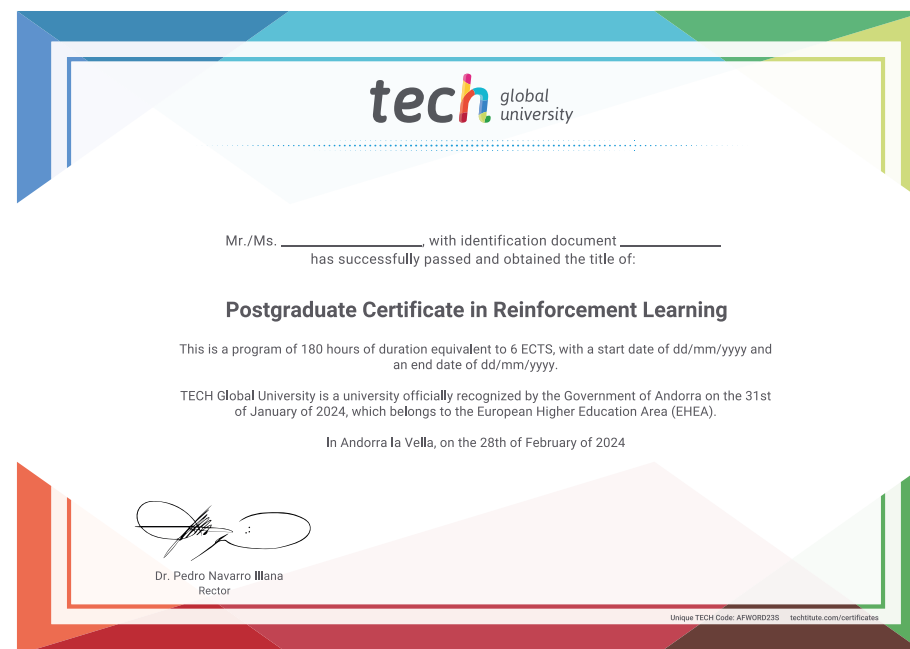 tech global
university
Mr./Ms. ____________, with identification document ____________
has successfully passed and obtained the title of:
Postgraduate Certificate in Reinforcement Learning
This is a program of 180 hours of duration equivalent to 6 ECTS, with a start date of dd/mm/yyyy and
an end date of dd/mm/yyyy.
TECH Global University is a university officially recognized by the Government of Andorra on the 31st
of January of 2024, which belongs to the European Higher Education Area (EHEA).
In Andorra la Vella, on the 28th of February of 2024
Dr. Pedro Navarro Illana
Rector
Unique TECH Code: AFWORD23S techtitute.com/certificates